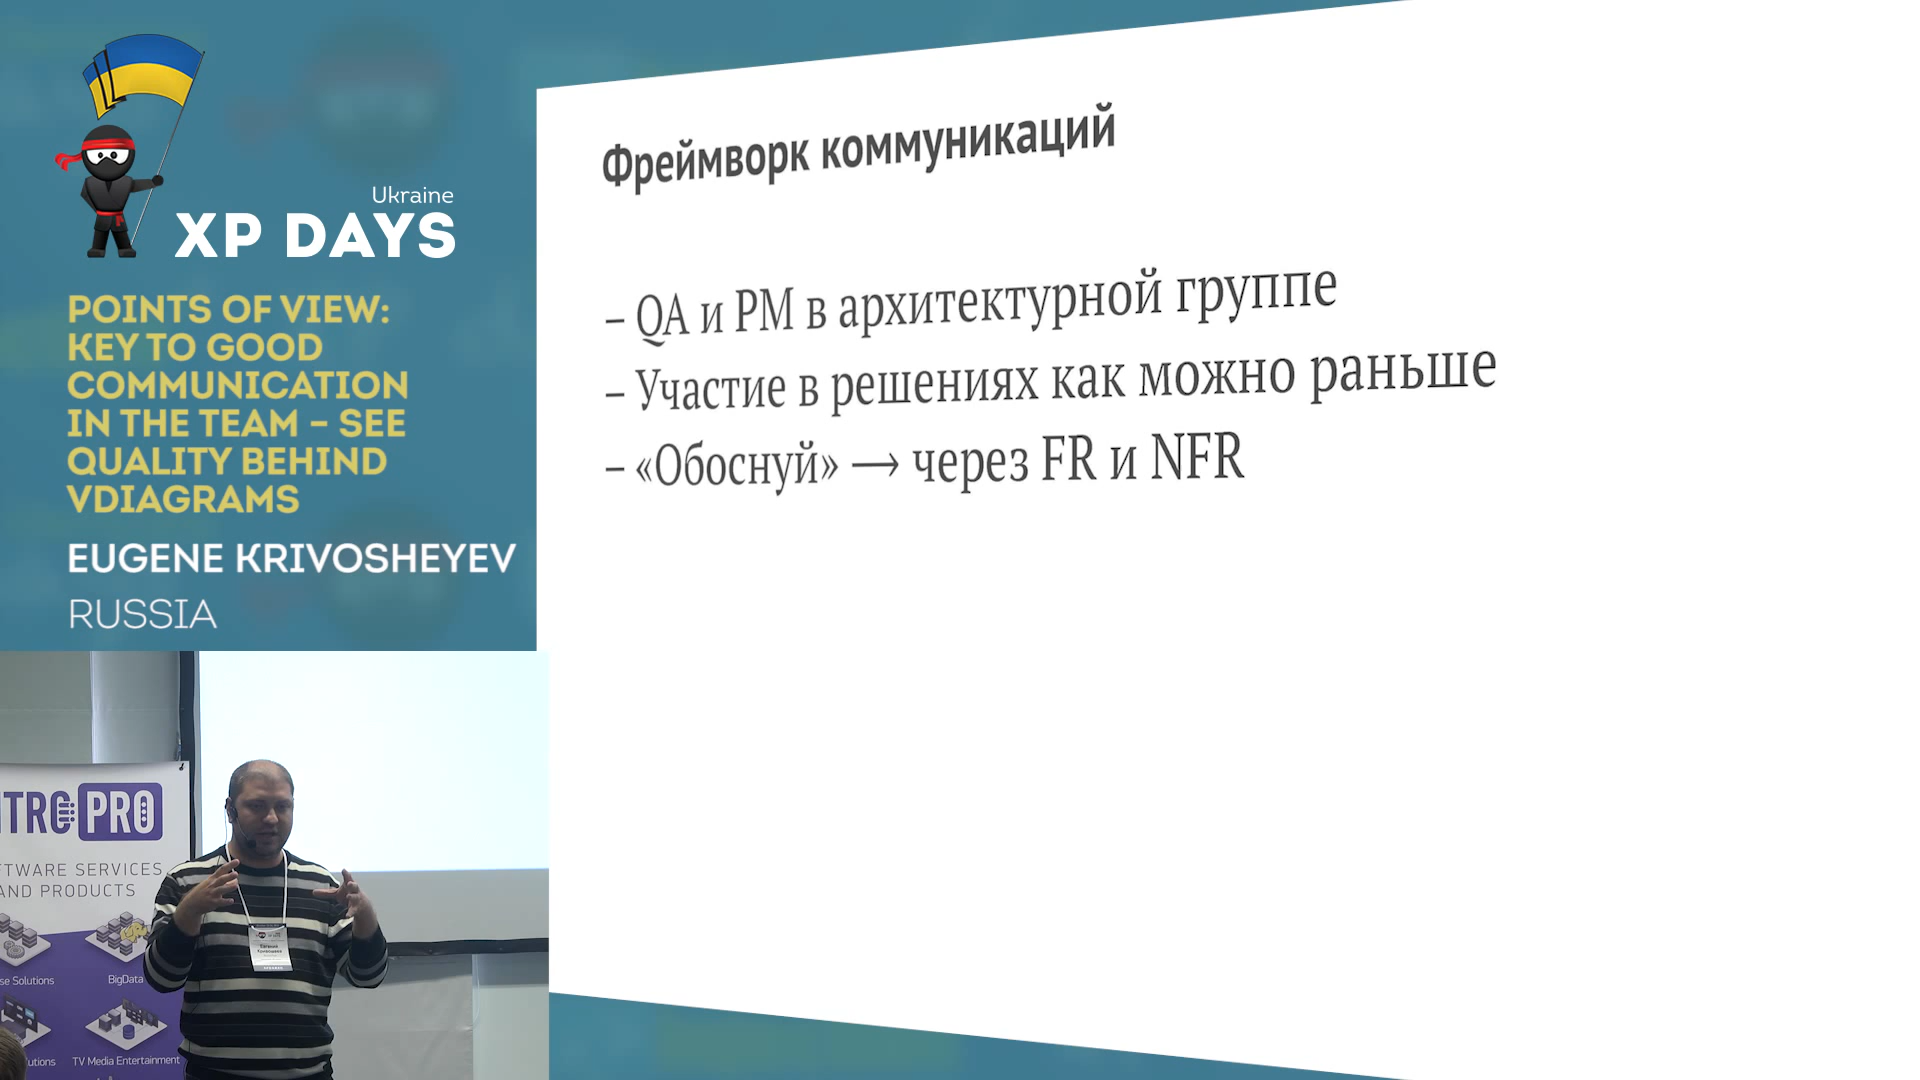 Ukraine
XP DAYS
POINTS OF VIEW:
KEY TO GOOD
COMMUNICATION
IN THE TEAM – SEE
QUALITY BEHIND
VDIAGRAMS
EUGENE KRIVOSHEYEV
RUSSIA
Фреймворк коммуникаций
– QA и PM в архитектурной группе
– Участие в решениях как можно раньше
– «Обоснуй» → через FR и NFR
PRO
SERVICES
AND PRODUCTS
Solutions
BigData
TV Media Entertainment